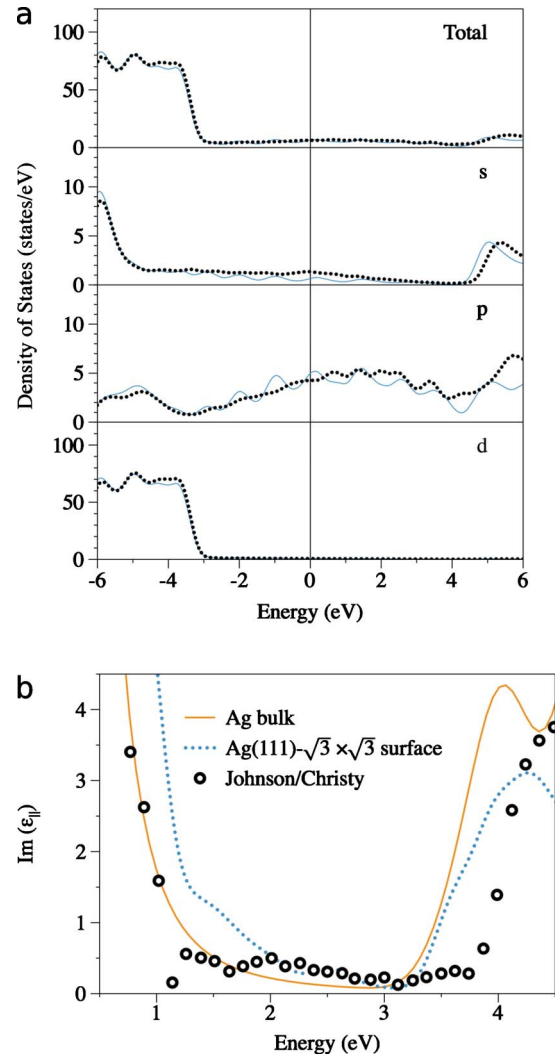 a
Total
100
50
0
s
10
5
0
p
10
5
0
d
100
50
0
Density of States (states/eV)
-6 -4 -2 0 2 4 6
Energy (eV)
b
Ag bulk
Ag(111)-√3 ×√3 surface
Johnson/Christy
4
3
2
1
0
Im (ε||)
1 2 3 4
Energy (eV)